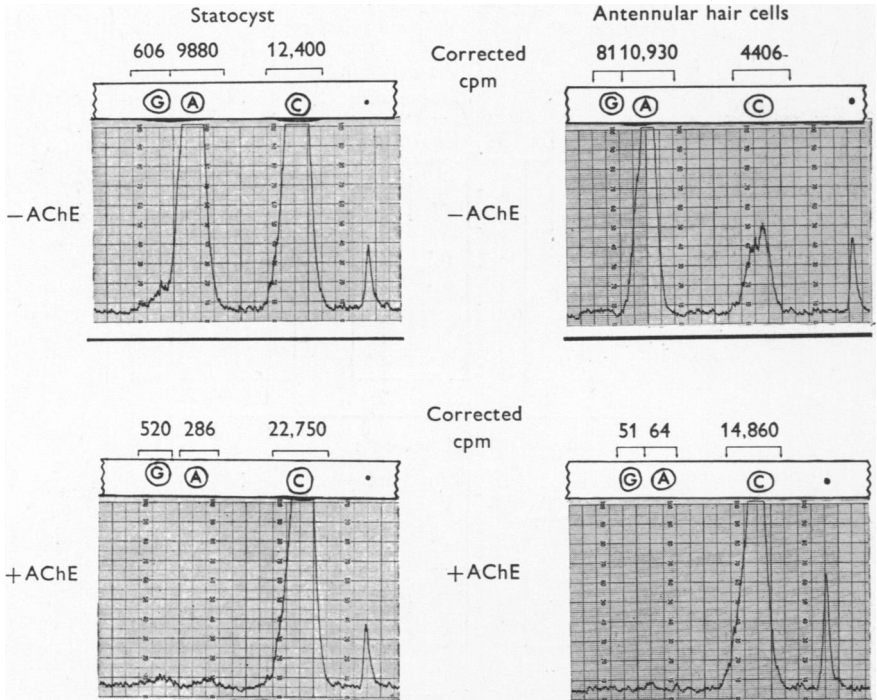 Statocyst
606 9880 12,400
G A C
−AChE
Antennular hair cells
Corrected cpm
81 10,930 4406
G A C
−AChE
520 286 22,750
G A C
+AChE
Corrected cpm
51 64 14,860
G A C
+AChE